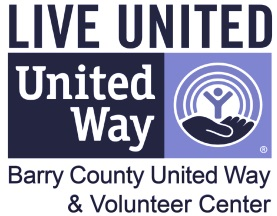 LIVE UNITED
United
Way
®
Barry County United Way
& Volunteer Center